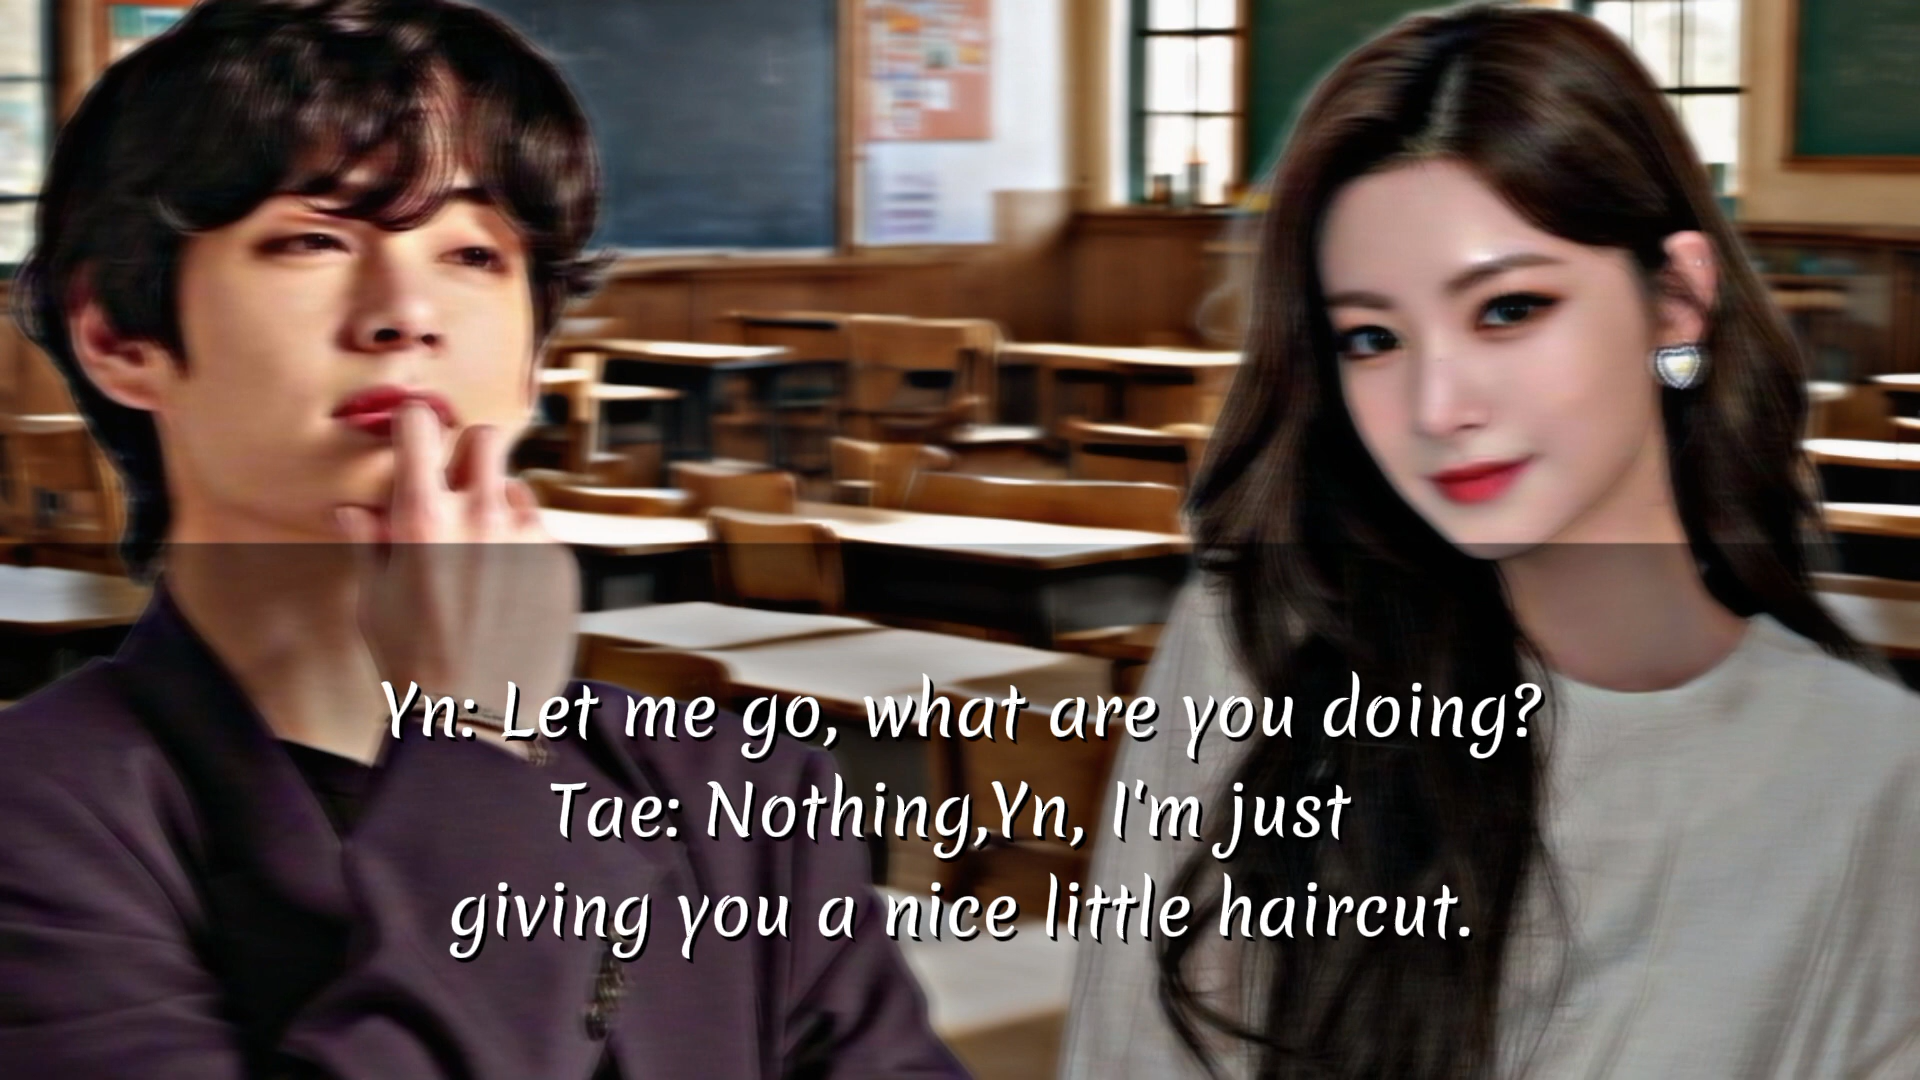 Yn: Let me go, what are you doing?
Tae: Nothing,Yn, I'm just
giving you a nice little haircut.